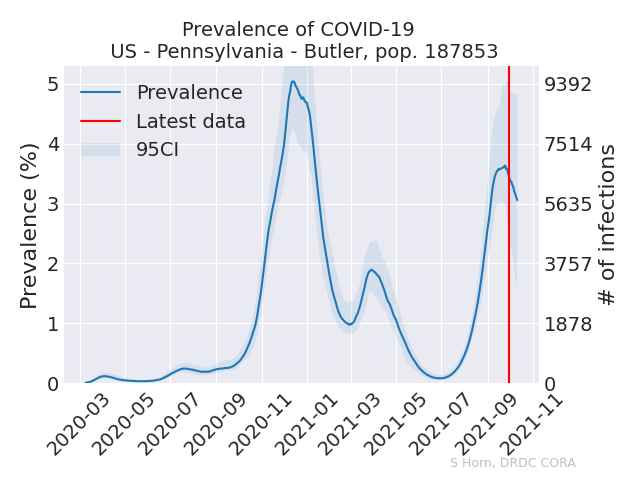 Prevalence of COVID-19
US - Pennsylvania - Butler, pop. 187853
Prevalence
Latest data
95CI
Prevalence (%)
5
4
3
2
1
0
9392
7514
5635
3757
1878
0
# of infections
2020-03
2020-05
2020-07
2020-09
2020-11
2021-01
2021-03
2021-05
2021-07
2021-09
2021-11
S Horn, DRDC CORA